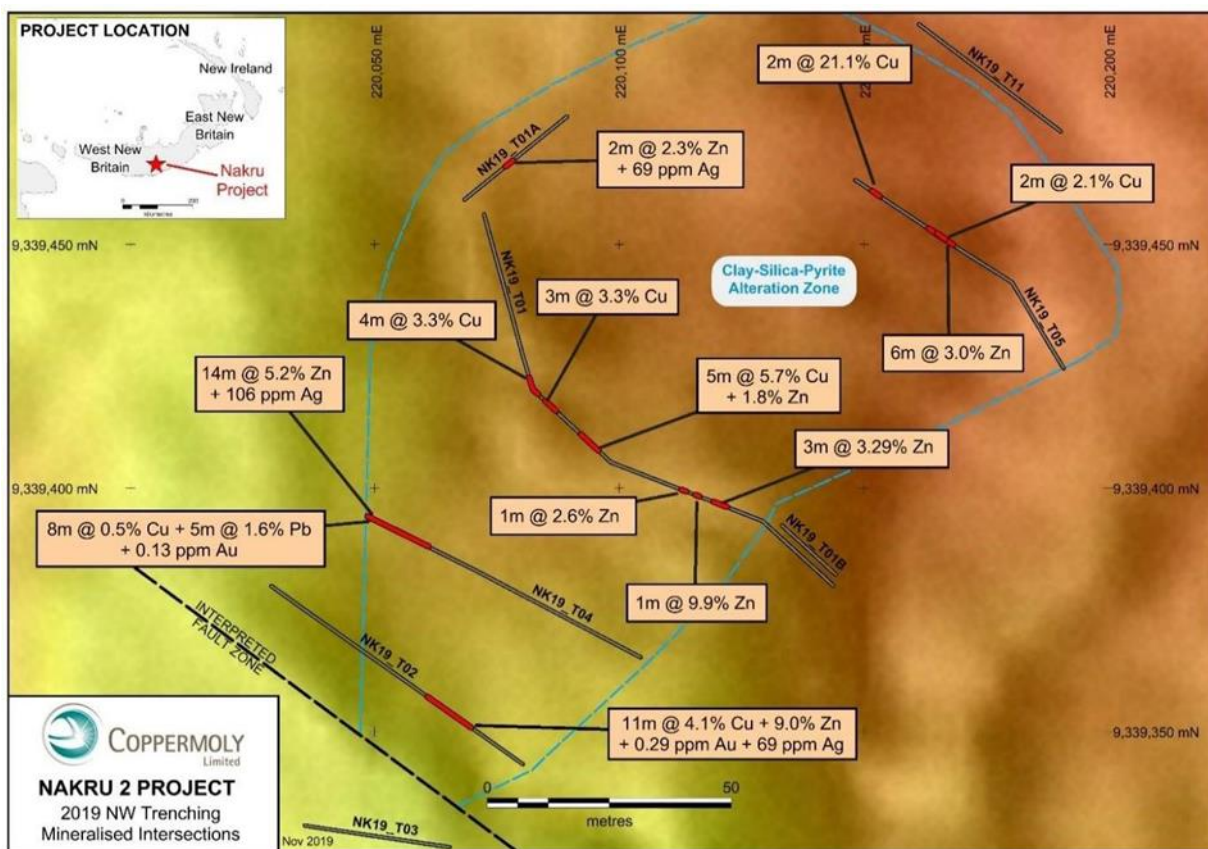 PROJECT LOCATION
New Ireland
East New
Britain
West New
Britain
Nakru
Project
0
200
220,050 mE
220,100 mE
220,200 mE
2m @ 21.1% Cu
NK19_T11
NK19_T01A
2m @ 2.3% Zn
+ 69 ppm Ag
2m @ 2.1% Cu
9,339,450 mN
9,339,450 mN
Clay-Silica-Pyrite
Alteration Zone
NK19_T01
3m @ 3.3% Cu
4m @ 3.3% Cu
NK19_T05
6m @ 3.0% Zn
14m @ 5.2% Zn
+ 106 ppm Ag
5m @ 5.7% Cu
+ 1.8% Zn
3m @ 3.29% Zn
9,339,400 mN
9,339,400 mN
1m @ 2.6% Zn
8m @ 0.5% Cu + 5m @ 1.6% Pb
+ 0.13 ppm Au
NK19_T01B
1m @ 9.9% Zn
NK19_T04
INTERPRETED
FAULT ZONE
NK19_T02
11m @ 4.1% Cu + 9.0% Zn
+ 0.29 ppm Au + 69 ppm Ag
9,339,350 mN
COPPERMOLY
Limited
NAKRU 2 PROJECT
2019 NW Trenching
Mineralised Intersections
0
50
metres
NK19_T03
Nov 2019